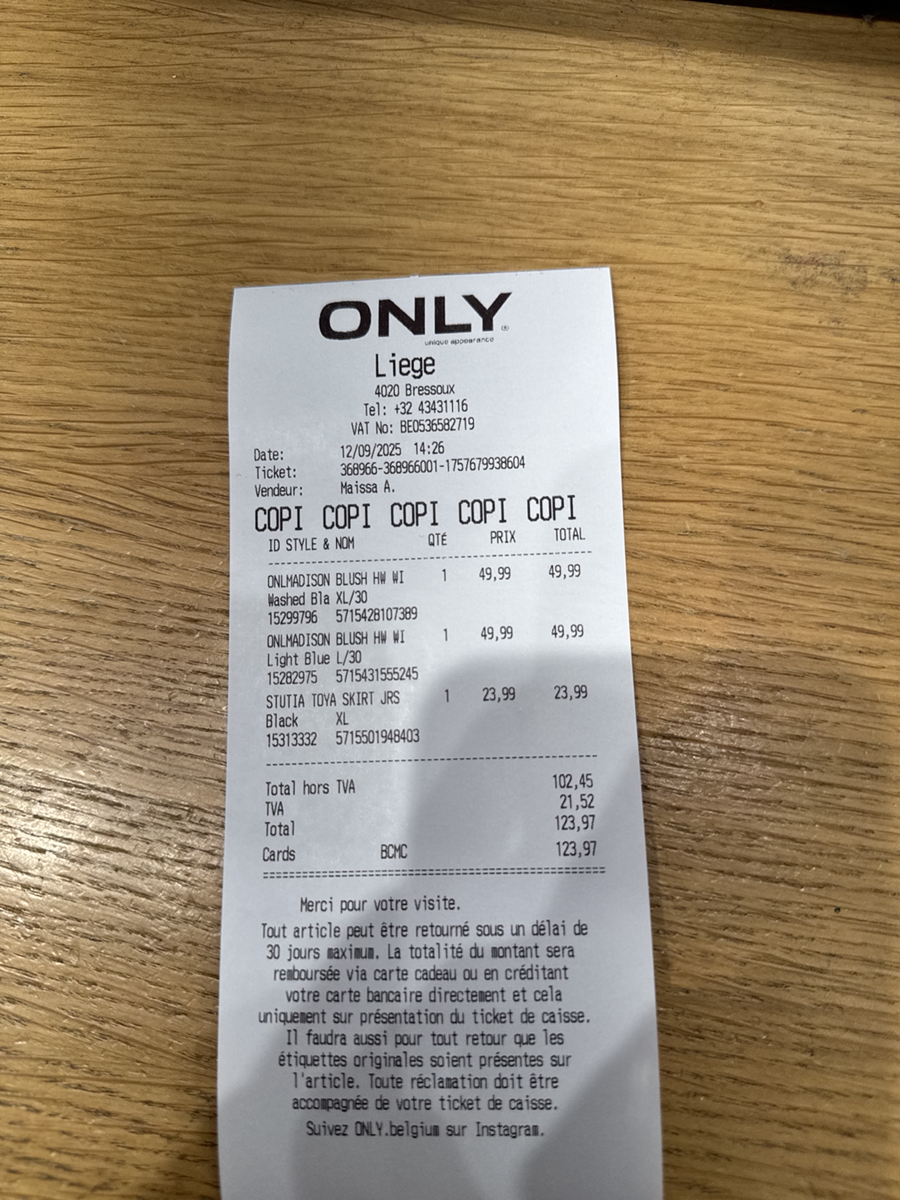 ONLY®
unique appearance
Liege
4020 Bressoux
Tel: +32 43431116
VAT No: BE0536582719
Date: 12/09/2025 14:26
Ticket: 368966-368966001-1757679938604
Vendeur: Maissa A.
COPI COPI COPI COPI COPI
ID STYLE & NOM QTÉ PRIX TOTAL
ONLMADISON BLUSH HW WI 1 49,99 49,99
Washed Bla XL/30
15299796 5715428107389
ONLMADISON BLUSH HW WI 1 49,99 49,99
Light Blue L/30
15282975 5715431555245
STUTIA TOYA SKIRT JRS 1 23,99 23,99
Black XL
15313332 5715501948403
Total hors TVA 102,45
TVA 21,52
Total 123,97
Cards BCMC 123,97
Merci pour votre visite.
Tout article peut être retourné sous un délai de
30 jours maximum. La totalité du montant sera
remboursée via carte cadeau ou en créditant
votre carte bancaire directement et cela
uniquement sur présentation du ticket de caisse.
Il faudra aussi pour tout retour que les
étiquettes originales soient présentes sur
l'article. Toute réclamation doit être
accompagnée de votre ticket de caisse.
Suivez ONLY.belgium sur Instagram.